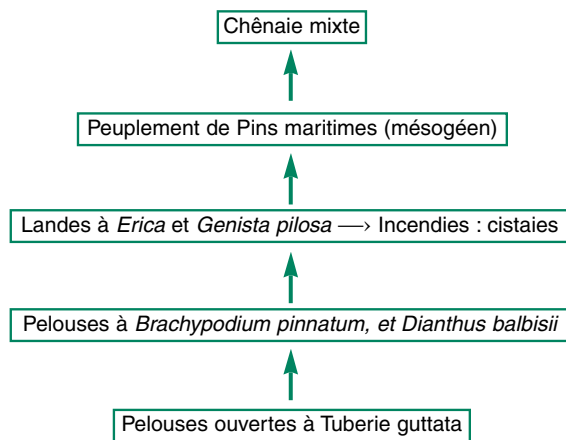 Chênaie mixte
Peuplement de Pins maritimes (mésogéen)
Landes à Erica et Genista pilosa ⟶ Incendies : cistaies
Pelouses à Brachypodium pinnatum, et Dianthus balbisii
Pelouses ouvertes à Tuberie guttata